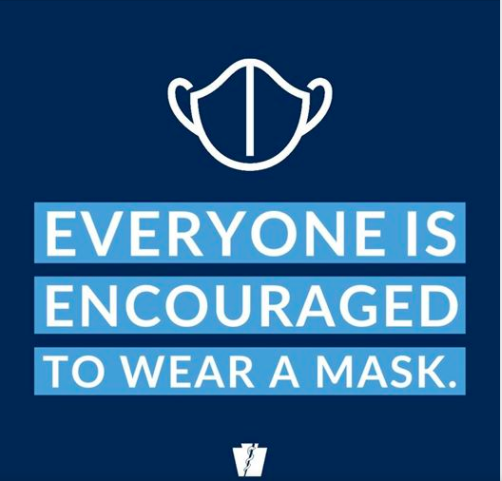 EVERYONE IS
ENCOURAGED
TO WEAR A MASK.